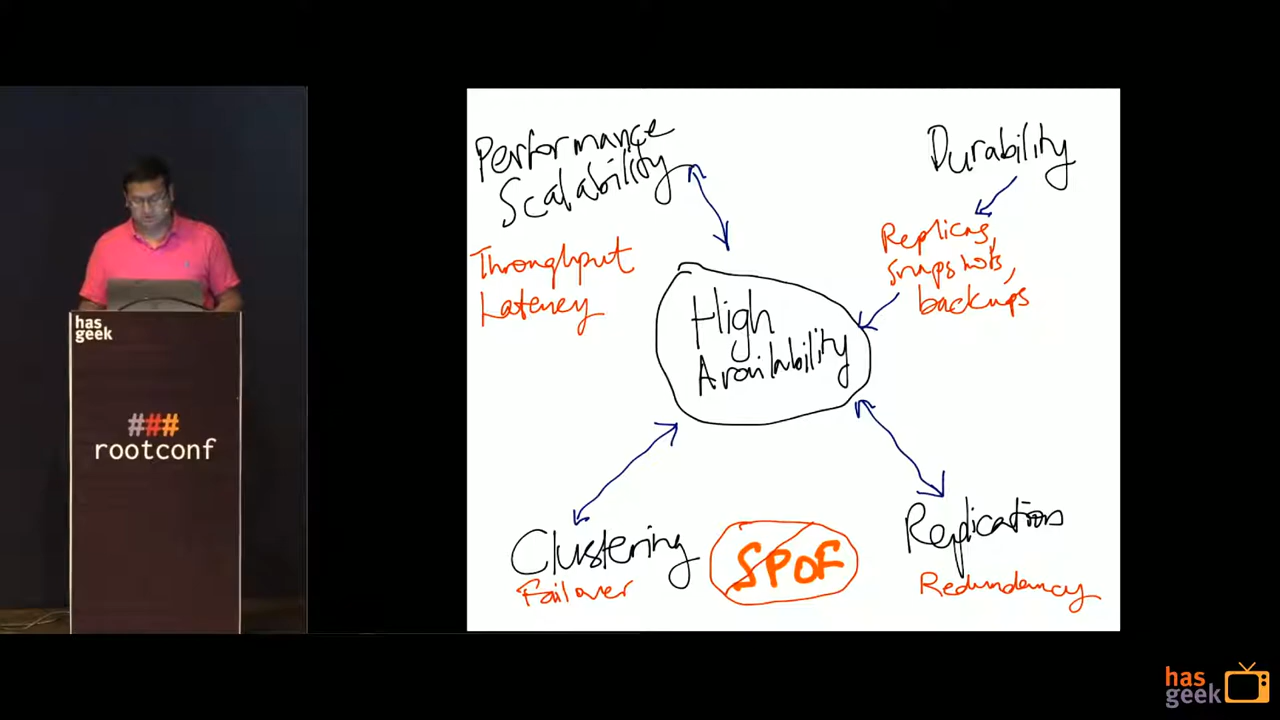 Performance
Scalability
Throughput
Latency
Durability
Replicas,
snapshots,
backups
High
Availability
Clustering
Failover
SPOF
Replication
Redundancy
has
geek
###
rootconf
has
geek